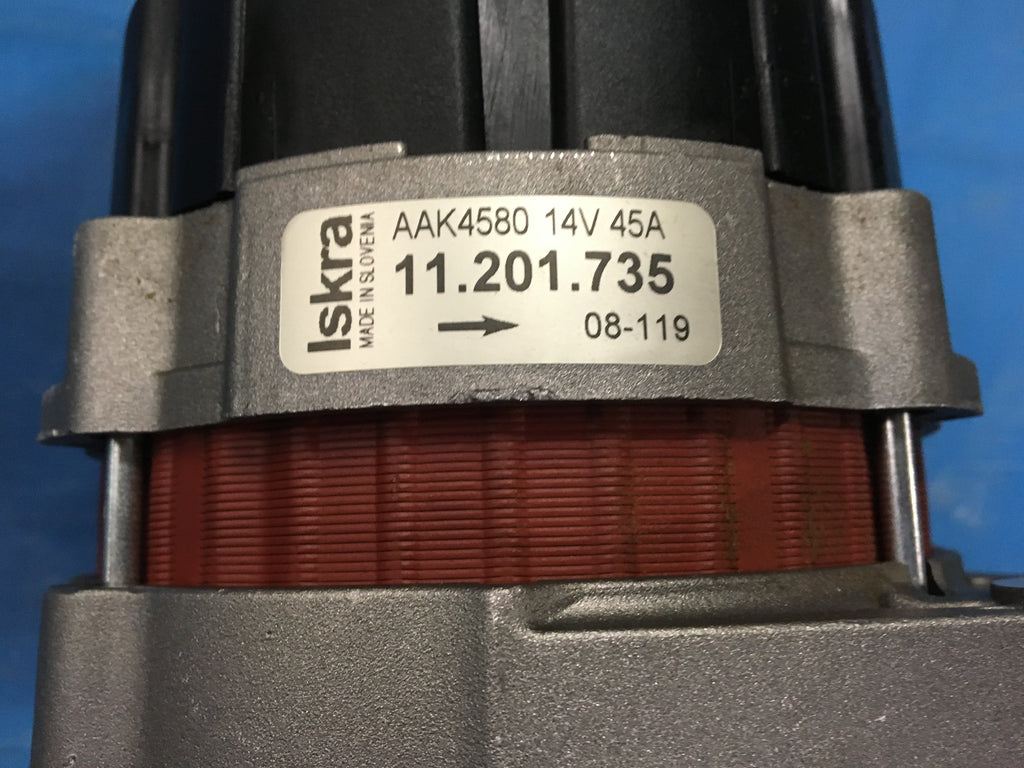 Iskra
MADE IN SLOVENIA
AAK4580 14V 45A
11.201.735
08-119